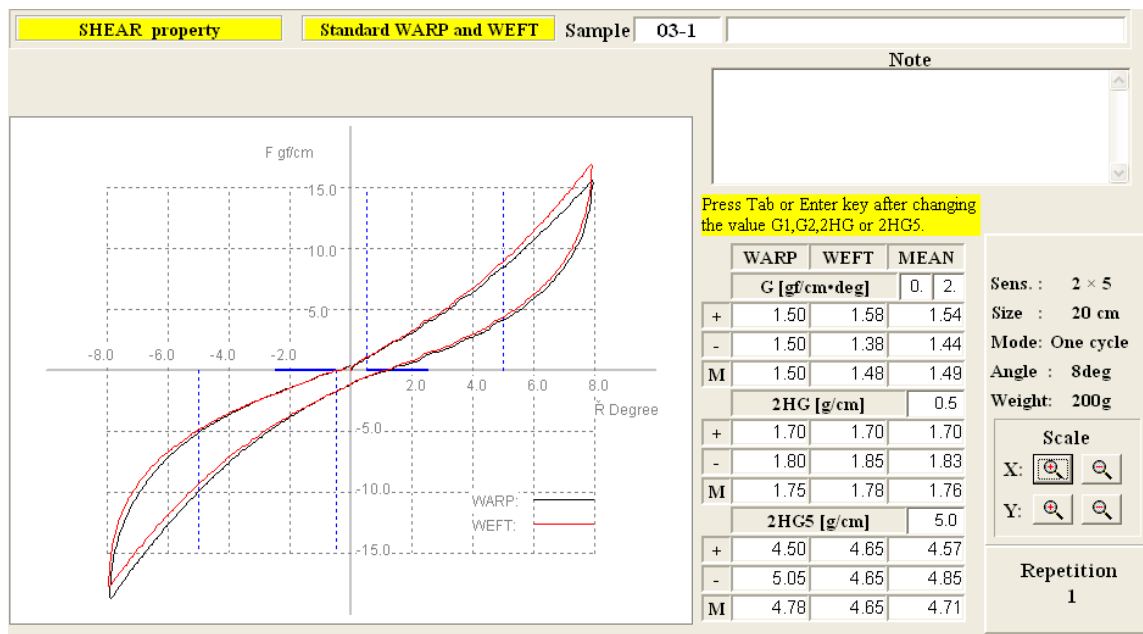 SHEAR property Standard WARP and WEFT Sample 03-1
Note
F gf/cm
15.0
10.0
5.0
-8.0 -6.0 -4.0 -2.0
2.0 4.0 6.0 8.0
Ř Degree
-5.0
-10.0
-15.0
WARP:
WEFT:
Press Tab or Enter key after changing
the value G1,G2,2HG or 2HG5.
WARP WEFT MEAN
G [gf/cm•deg] 0. 2.
+ 1.50 1.58 1.54
- 1.50 1.38 1.44
M 1.50 1.48 1.49
2HG [g/cm] 0.5
+ 1.70 1.70 1.70
- 1.80 1.85 1.83
M 1.75 1.78 1.76
2HG5 [g/cm] 5.0
+ 4.50 4.65 4.57
- 5.05 4.65 4.85
M 4.78 4.65 4.71
Sens. : 2 × 5
Size : 20 cm
Mode: One cycle
Angle : 8deg
Weight: 200g
Scale
X:
Y:
Repetition
1